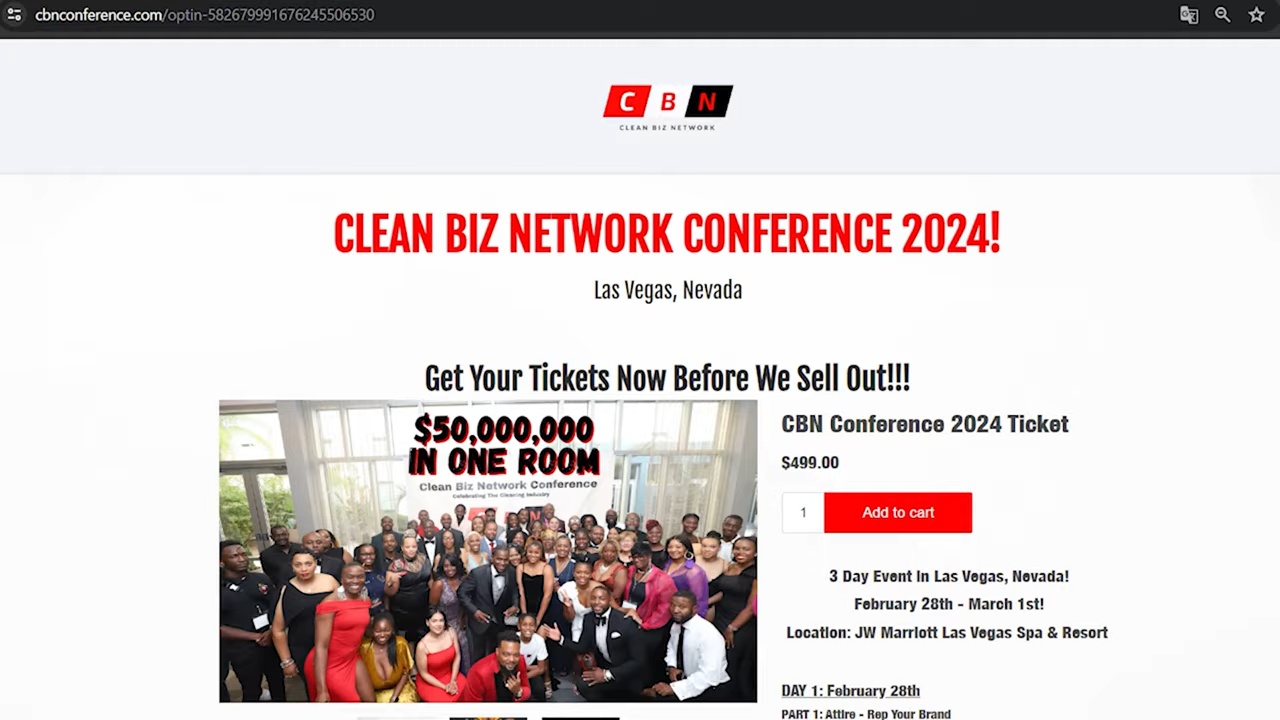 cbnconference.com/optin-582679991676245506530
C B N
CLEAN BIZ NETWORK
CLEAN BIZ NETWORK CONFERENCE 2024!
Las Vegas, Nevada
Get Your Tickets Now Before We Sell Out!!!
$50,000,000
IN ONE ROOM
Clean Biz Network Conference
Celebrating The Cleaning Industry
CBN Conference 2024 Ticket
$499.00
1
Add to cart
3 Day Event In Las Vegas, Nevada!
February 28th - March 1st!
Location: JW Marriott Las Vegas Spa & Resort
DAY 1: February 28th
PART 1: Attire - Rep Your Brand